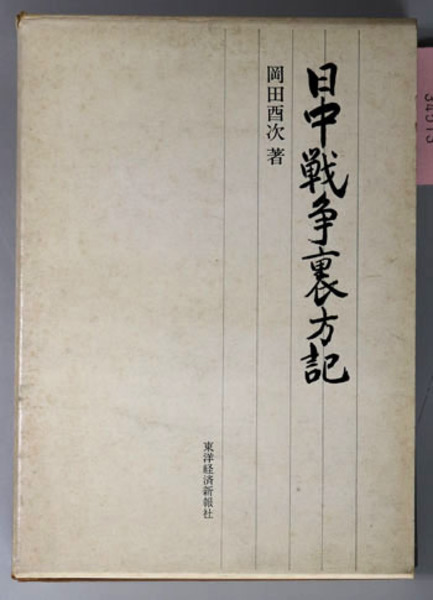 日中戦争裏方記
岡田酉次 著
東洋経済新報社